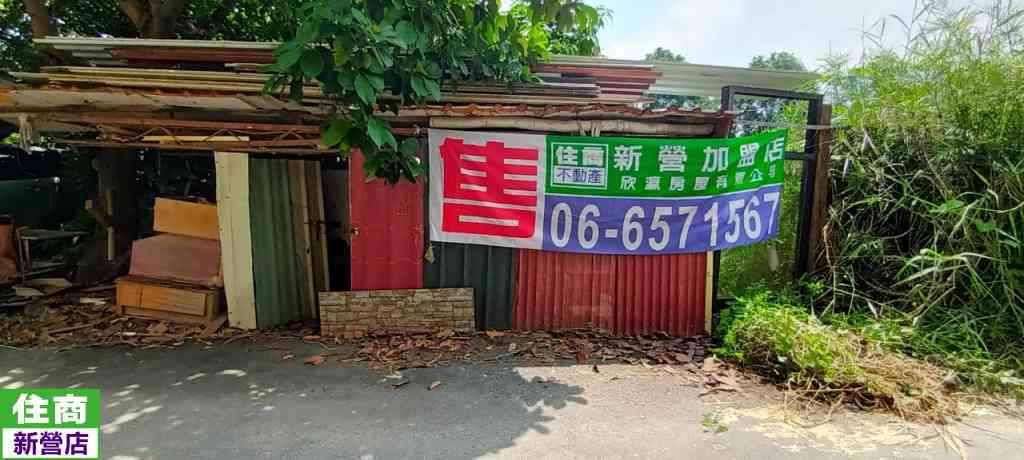 售
住商
不動產
新營加盟店
欣瀛房屋有限公司
06-6571567
住商
新營店